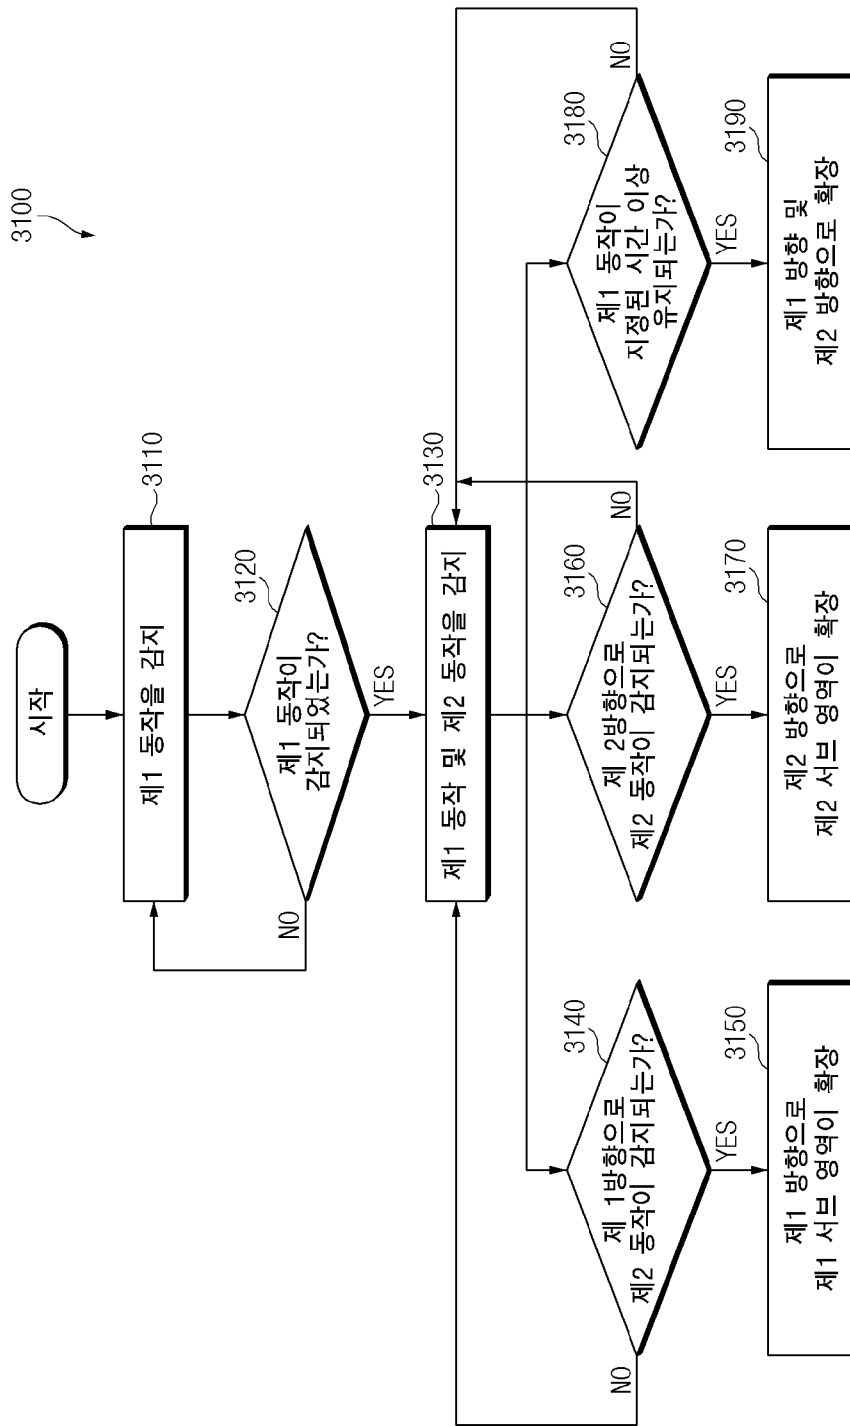 3100
시작
제1 동작을 감지
3110
제1 동작이
감지되었는가?
3120
NO
YES
제1 동작 및 제2 동작을 감지
3130
제 1방향으로
제2 동작이 감지되는가?
3140
NO
YES
제1 방향으로
제1 서브 영역이 확장
3150
제 2방향으로
제2 동작이 감지되는가?
3160
NO
YES
제2 방향으로
제2 서브 영역이 확장
3170
제1 동작이
지정된 시간 이상
유지되는가?
3180
NO
YES
제1 방향 및
제2 방향으로 확장
3190